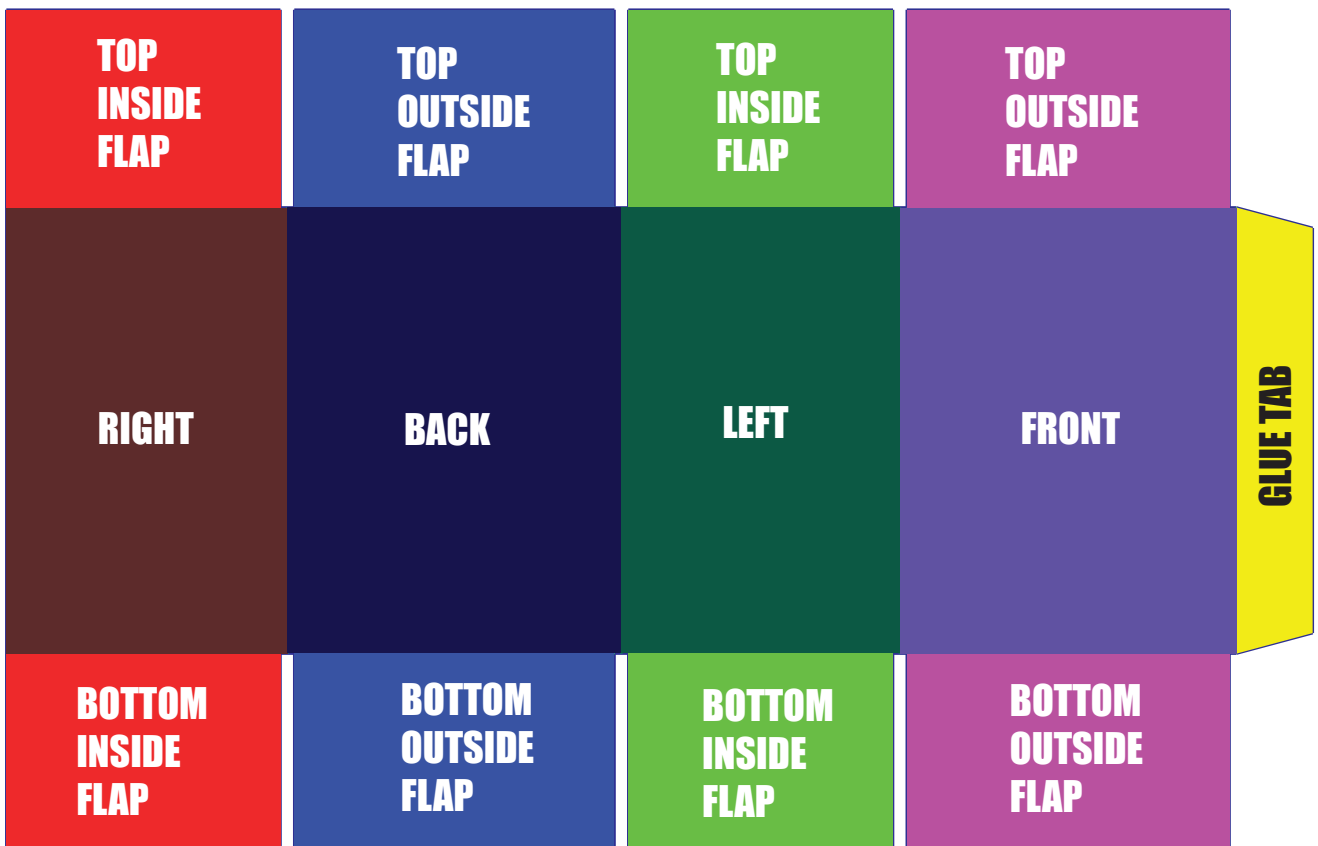 TOP
INSIDE
FLAP
TOP
OUTSIDE
FLAP
TOP
INSIDE
FLAP
TOP
OUTSIDE
FLAP
RIGHT
BACK
LEFT
FRONT
GLUE TAB
BOTTOM
INSIDE
FLAP
BOTTOM
OUTSIDE
FLAP
BOTTOM
INSIDE
FLAP
BOTTOM
OUTSIDE
FLAP